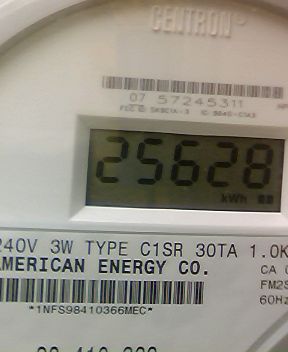 CENTRON®
07 57245311
25628
kWh
240V 3W TYPE C1SR 30TA 1.0K
AMERICAN ENERGY CO.
CA
FM2S
60Hz
*1NFS98410366MEC*